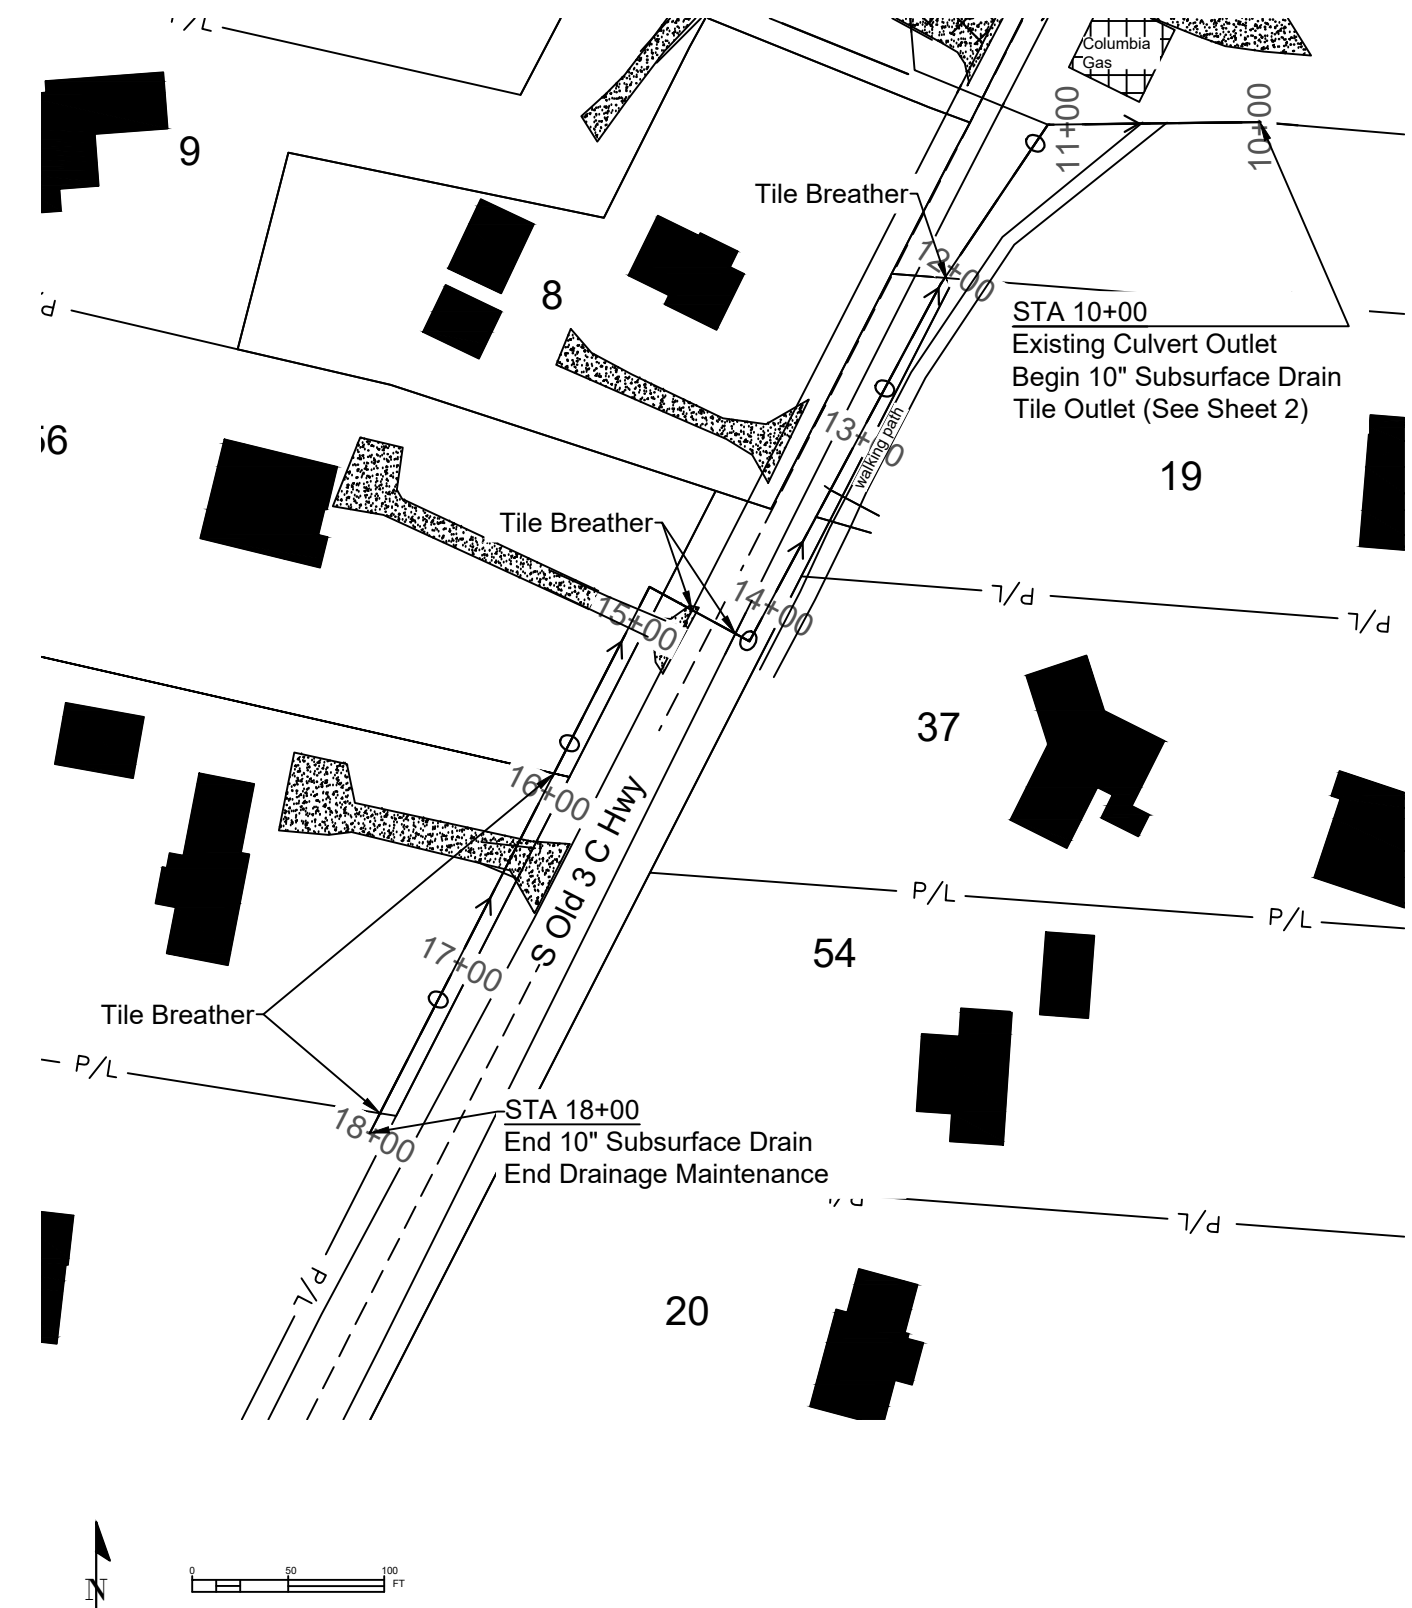 P/L
Columbia
Gas
9
11+00
10+00
Tile Breather
12+00
8
P
STA 10+00
Existing Culvert Outlet
Begin 10" Subsurface Drain
Tile Outlet (See Sheet 2)
56
13+00
walking path
19
Tile Breather
P/L
14+00
15+00
P/L
37
16+00
S Old 3 C Hwy
P/L
P/L
17+00
54
Tile Breather
P/L
STA 18+00
18+00
End 10" Subsurface Drain
End Drainage Maintenance
P/L
P/L
P/L
20
N
0 50 100
FT